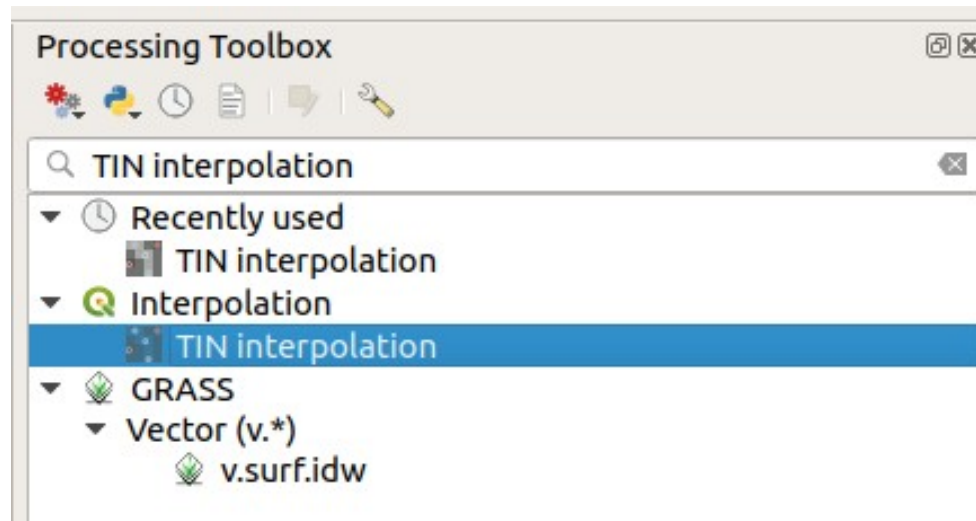 Processing Toolbox
TIN interpolation
Recently used
TIN interpolation
Interpolation
TIN interpolation
GRASS
Vector (v.*)
v.surf.idw